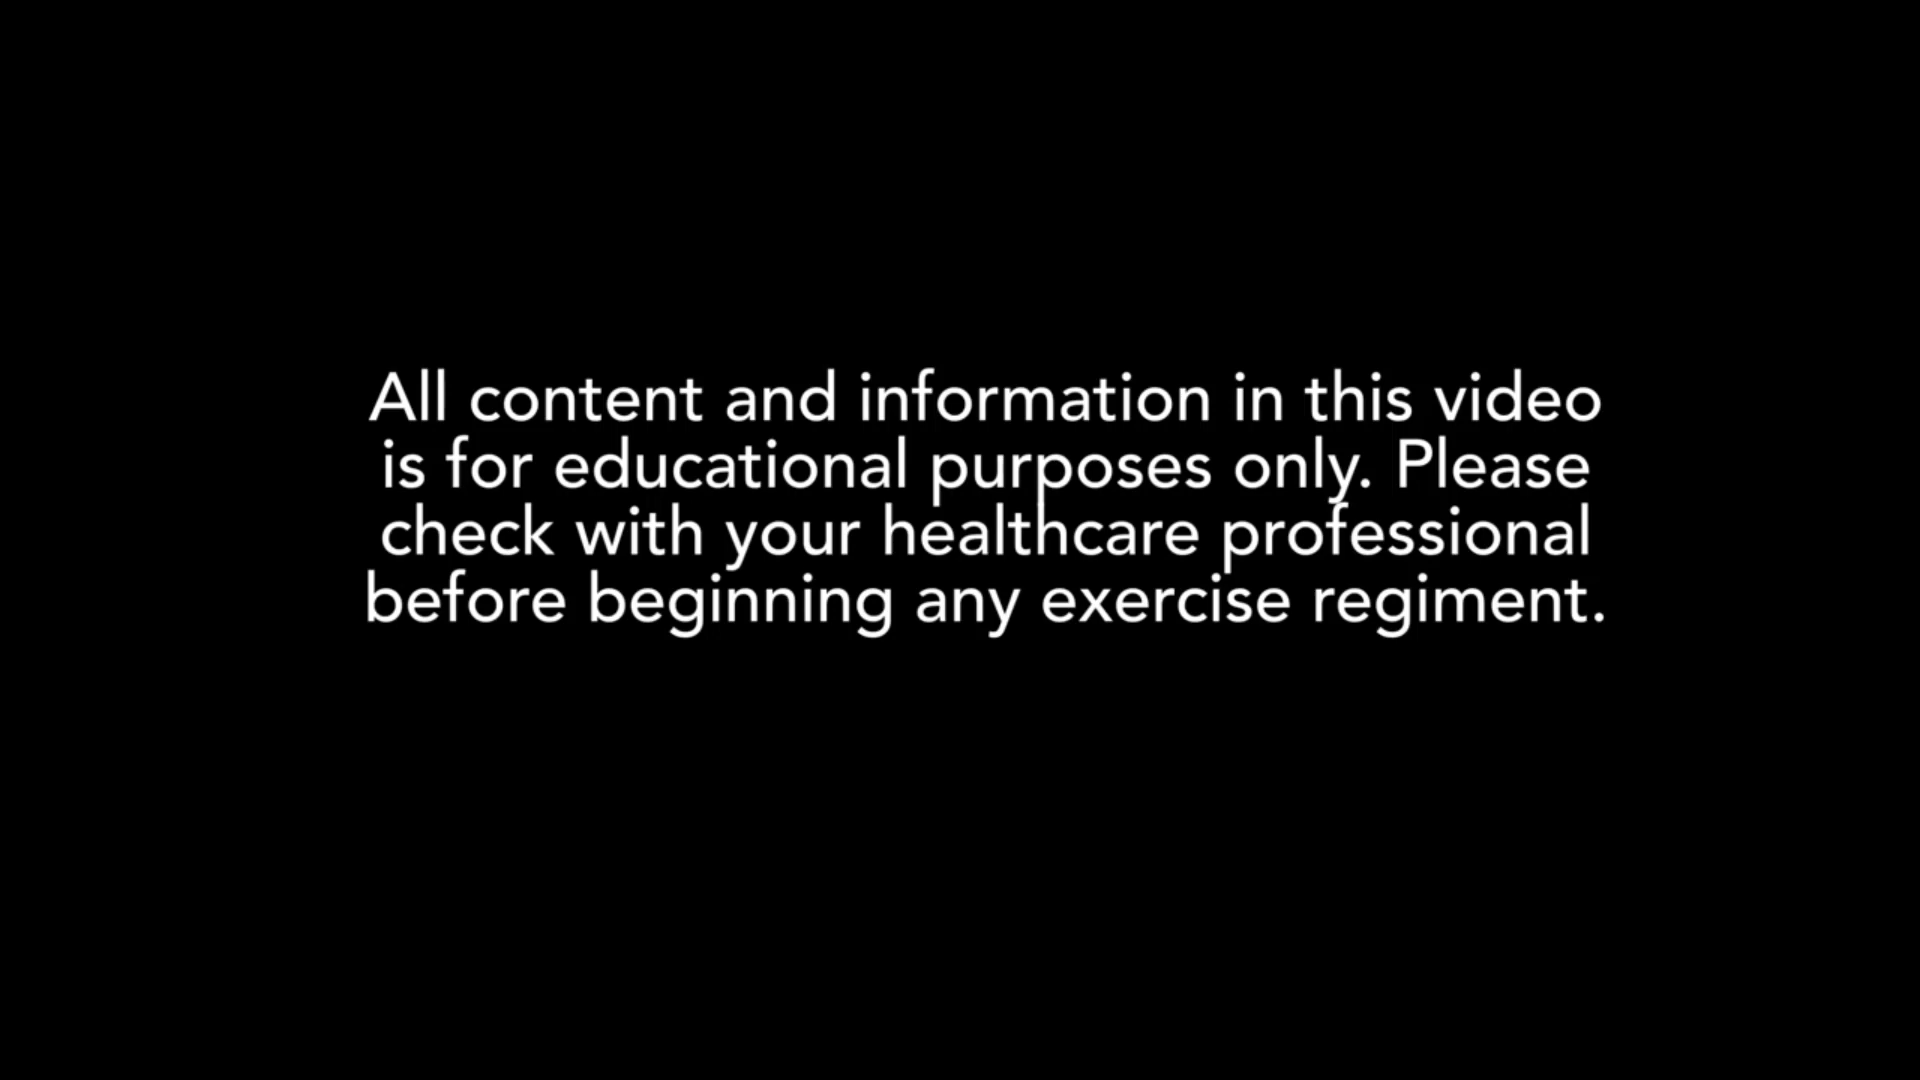 All content and information in this video
is for educational purposes only. Please
check with your healthcare professional
before beginning any exercise regiment.